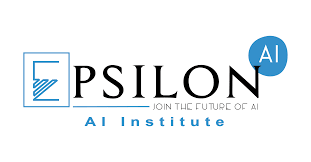 EPSILON AI
JOIN THE FUTURE OF AI
AI Institute